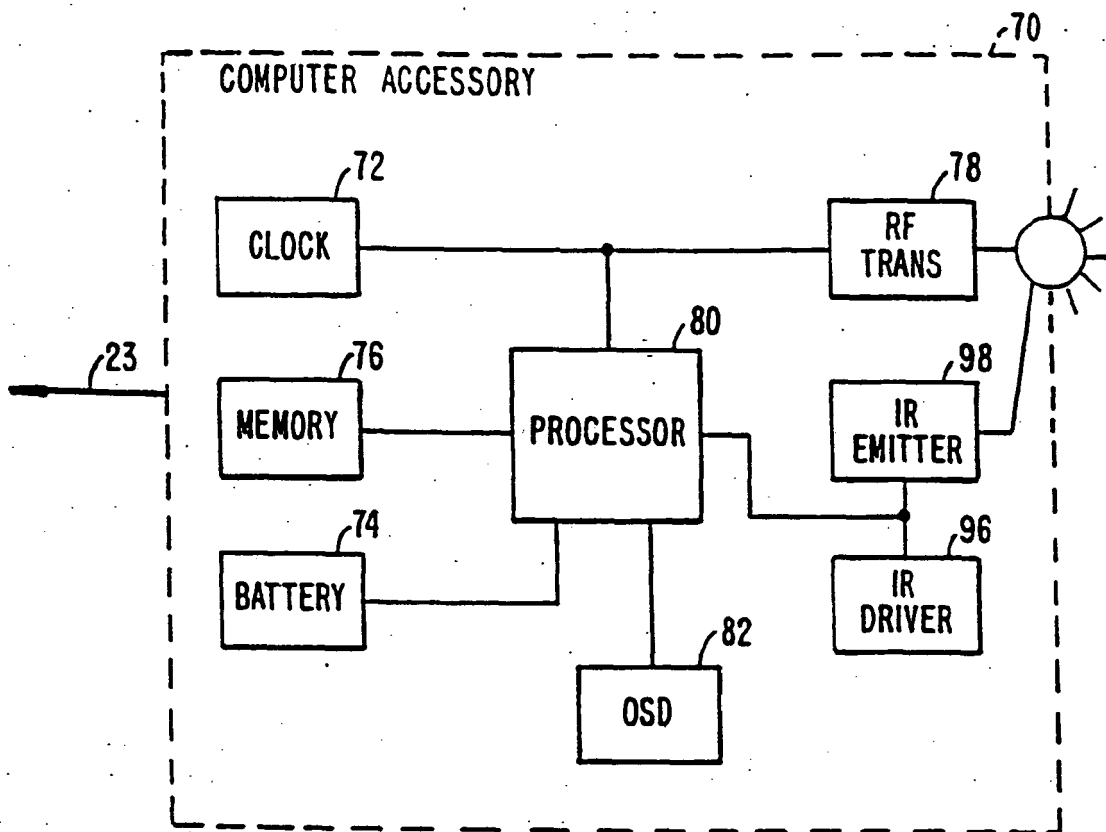 70
COMPUTER ACCESSORY
72
CLOCK
78
RF
TRANS
23
76
MEMORY
80
PROCESSOR
98
IR
EMITTER
74
BATTERY
96
IR
DRIVER
82
OSD